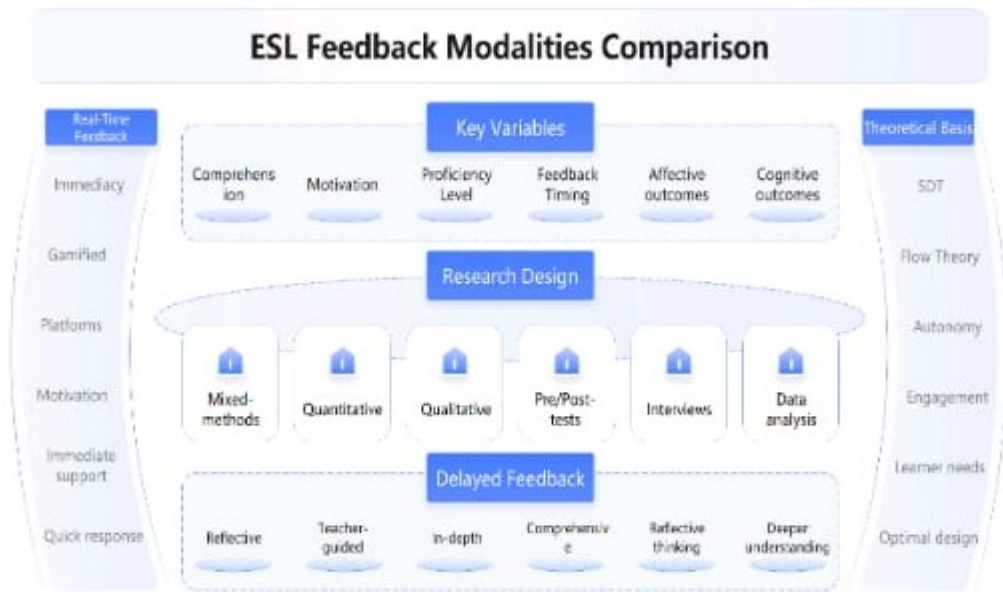 ESL Feedback Modalities Comparison
Real-Time
Feedback
Immediacy
Gamified
Platforms
Motivation
Immediate
support
Quick response
Key Variables
Comprehens
ion
Motivation
Proficiency
Level
Feedback
Timing
Affective
outcomes
Cognitive
outcomes
Research Design
Mixed-
methods
Quantitative
Qualitative
Pre/Post-
tests
Interviews
Data
analysis
Delayed Feedback
Reflective
Teacher-
guided
In-depth
Comprehensiv
e
Reflective
thinking
Deeper
understanding
Theoretical Basis
SDT
Flow Theory
Autonomy
Engagement
Learner needs
Optimal design